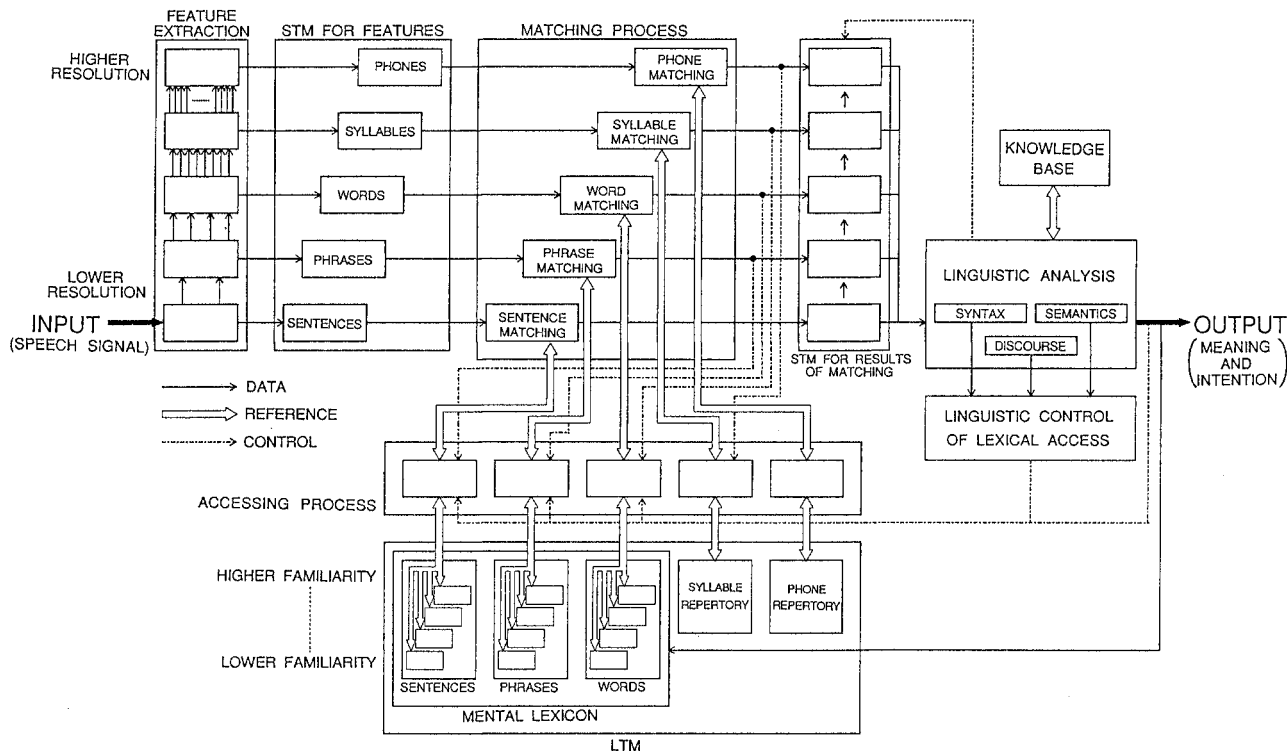 FEATURE
EXTRACTION
STM FOR FEATURES
MATCHING PROCESS
HIGHER
RESOLUTION
PHONES
PHONE
MATCHING
SYLLABLES
SYLLABLE
MATCHING
KNOWLEDGE
BASE
WORDS
WORD
MATCHING
PHRASES
PHRASE
MATCHING
LOWER
RESOLUTION
INPUT
(SPEECH SIGNAL)
SENTENCES
SENTENCE
MATCHING
STM FOR RESULTS
OF MATCHING
LINGUISTIC ANALYSIS
SYNTAX
SEMANTICS
DISCOURSE
OUTPUT
(MEANING
AND
INTENTION)
LINGUISTIC CONTROL
OF LEXICAL ACCESS
DATA
REFERENCE
CONTROL
ACCESSING PROCESS
HIGHER FAMILIARITY
LOWER FAMILIARITY
SYLLABLE
REPERTORY
PHONE
REPERTORY
SENTENCES
PHRASES
WORDS
MENTAL LEXICON
LTM